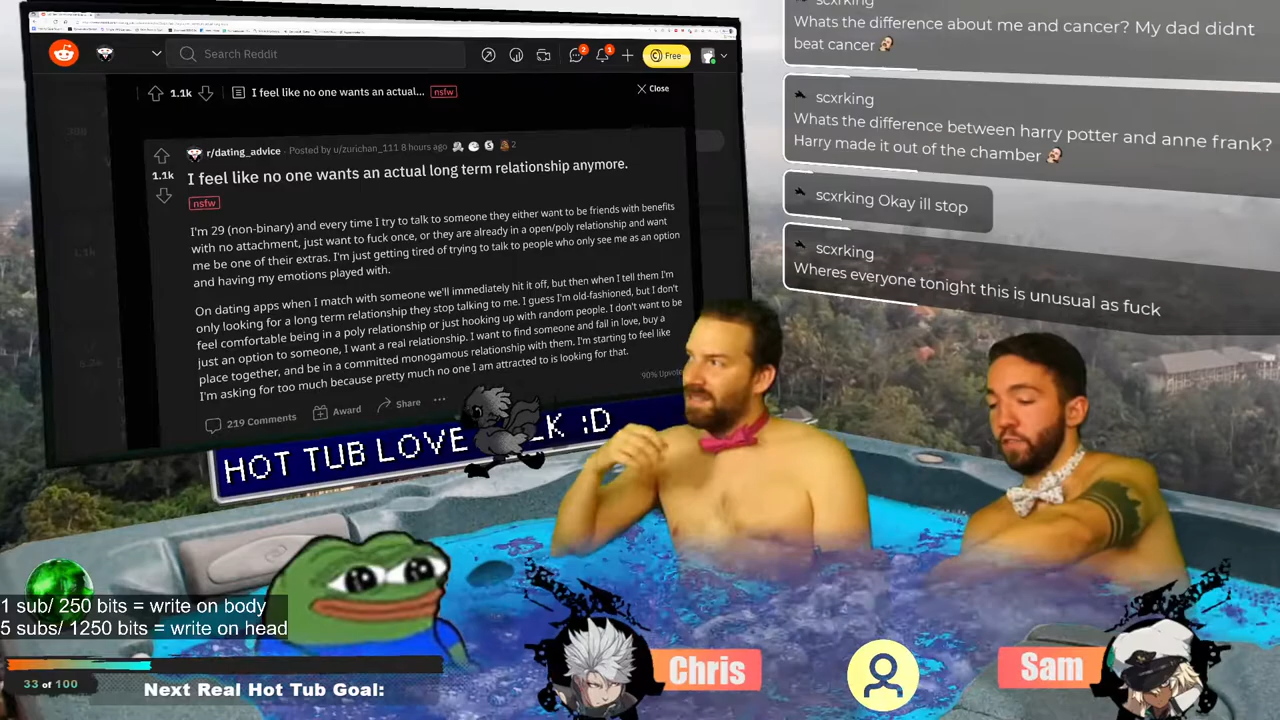 Search Reddit
2
1
Free
1.1k
I feel like no one wants an actual...
nsfw
Close
r/dating_advice · Posted by u/zurichan_111 8 hours ago
2
1.1k
I feel like no one wants an actual long term relationship anymore.
nsfw
I'm 29 (non-binary) and every time I try to talk to someone they either want to be friends with benefits
with no attachment, just want to fuck once, or they are already in a open/poly relationship and want
me be one of their extras. I'm just getting tired of trying to talk to people who only see me as an option
and having my emotions played with.
On dating apps when I match with someone we'll immediately hit it off, but then when I tell them I'm
only looking for a long term relationship they stop talking to me. I guess I'm old-fashioned, but I don't
feel comfortable being in a poly relationship or just hooking up with random people. I don't want to be
just an option to someone, I want a real relationship. I want to find someone and fall in love, buy a
place together, and be in a committed monogamous relationship with them. I'm starting to feel like
I'm asking for too much because pretty much no one I am attracted to is looking for that.
90% Upvote
219 Comments
Award
Share
HOT TUB LOVE LK :D
scxrking
Whats the difference about me and cancer? My dad didnt
beat cancer
scxrking
Whats the difference between harry potter and anne frank?
Harry made it out of the chamber
scxrking Okay ill stop
scxrking
Wheres everyone tonight this is unusual as fuck
1 sub/ 250 bits = write on body
5 subs/ 1250 bits = write on head
33 of 100
Next Real Hot Tub Goal:
Chris
Sam